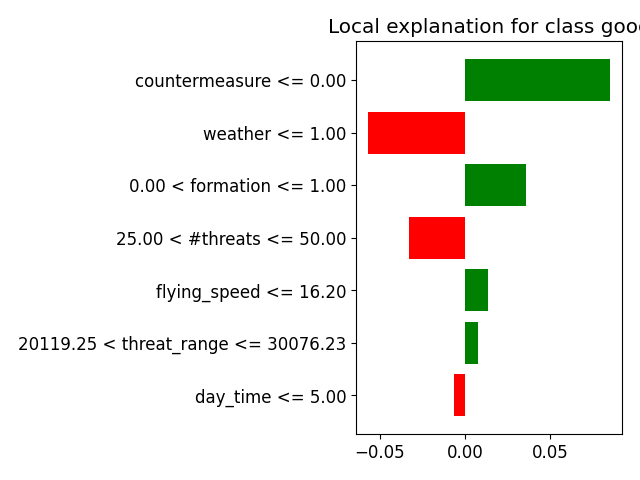 Local explanation for class good
countermeasure <= 0.00
weather <= 1.00
0.00 < formation <= 1.00
25.00 < #threats <= 50.00
flying_speed <= 16.20
20119.25 < threat_range <= 30076.23
day_time <= 5.00
−0.05 0.00 0.05